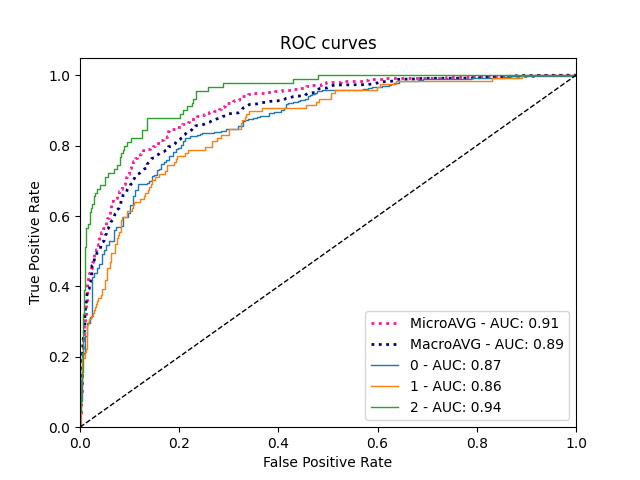 ROC curves
True Positive Rate
1.0
0.8
0.6
0.4
0.2
0.0
0.0 0.2 0.4 0.6 0.8 1.0
False Positive Rate
MicroAVG - AUC: 0.91
MacroAVG - AUC: 0.89
0 - AUC: 0.87
1 - AUC: 0.86
2 - AUC: 0.94